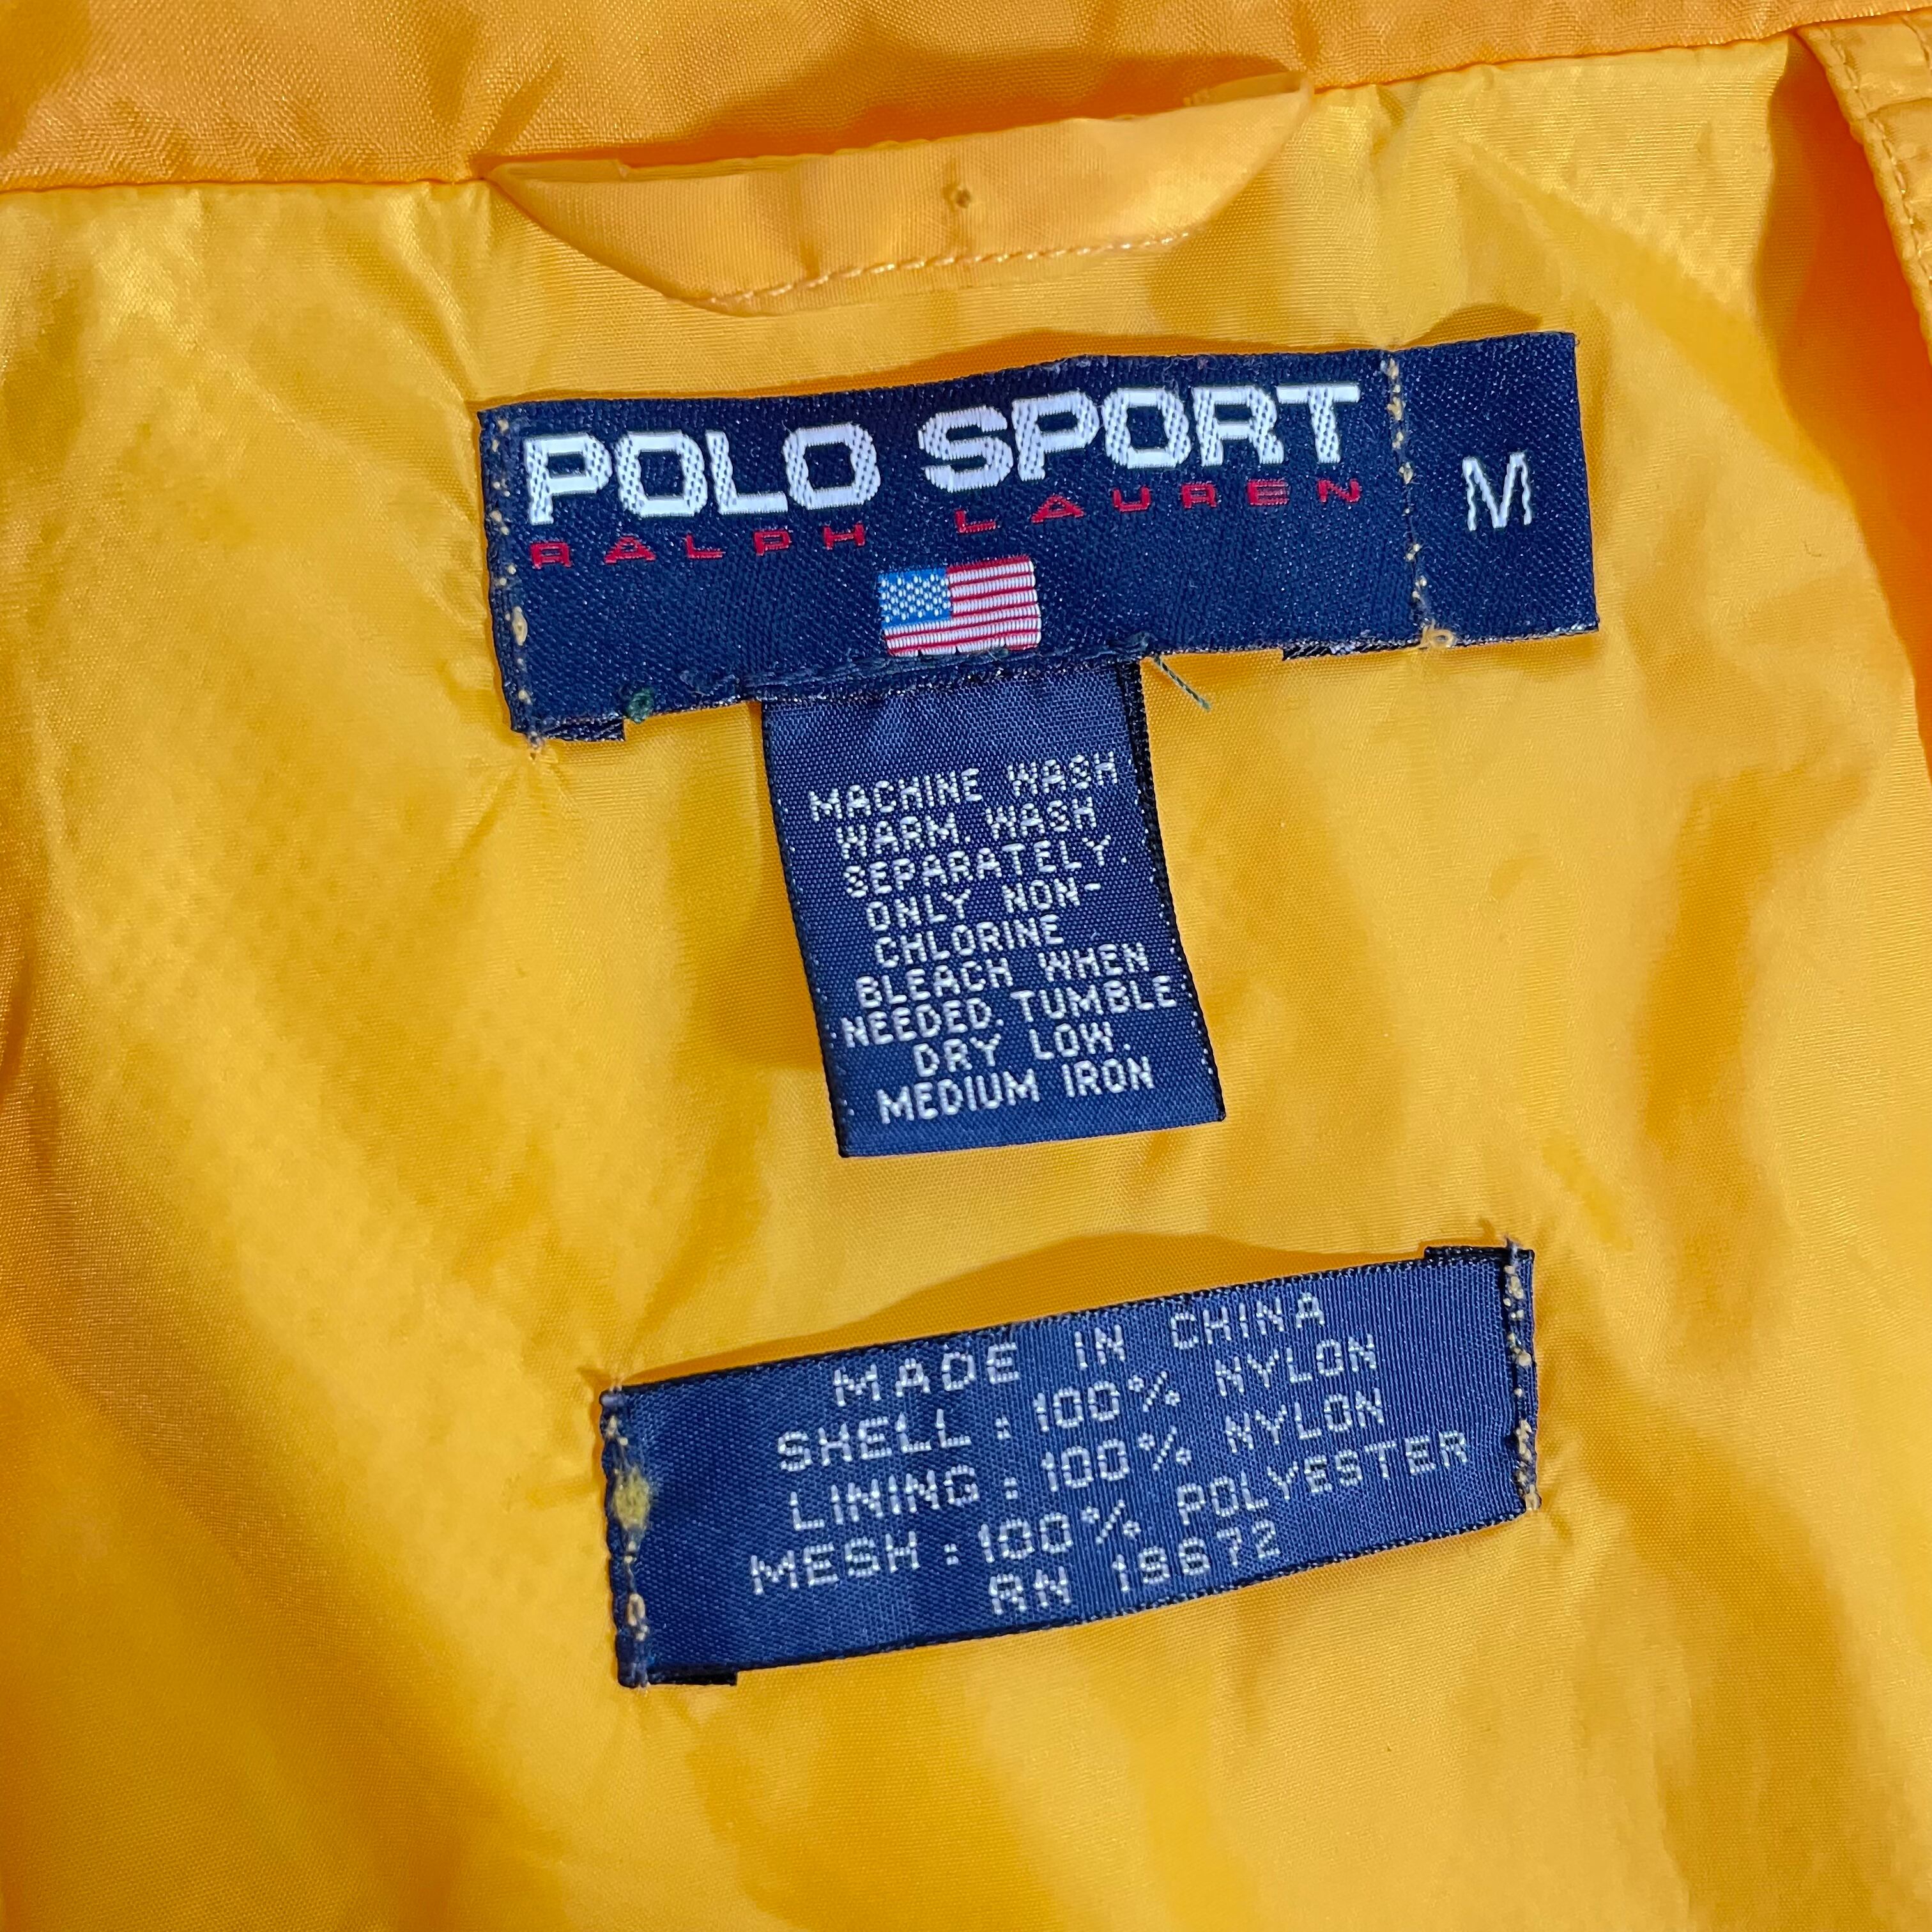 POLO SPORT
RALPH LAUREN
M
MACHINE WASH
WARM. WASH
SEPARATELY.
ONLY NON-
CHLORINE
BLEACH WHEN
NEEDED. TUMBLE
DRY LOW.
MEDIUM IRON
MADE IN CHINA
SHELL : 100% NYLON
LINING : 100% NYLON
MESH : 100% POLYESTER
RN 19672